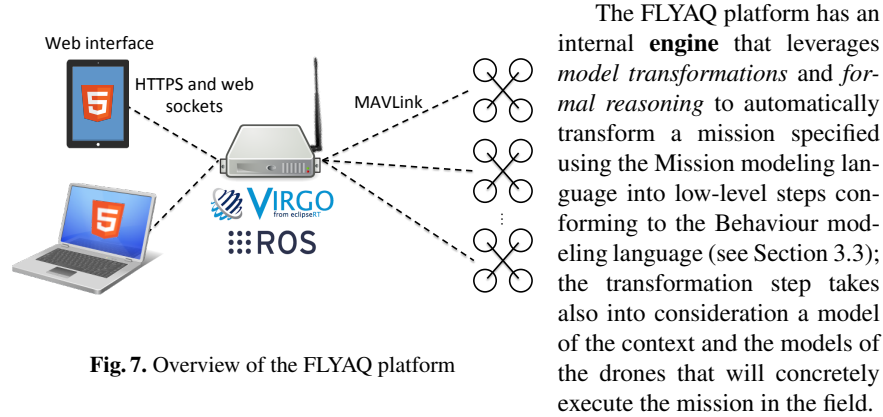 Web interface
HTTPS and web
sockets
MAVLink
5
5
VIRGO
from eclipseRT
ROS
...
Fig. 7. Overview of the FLYAQ platform
The FLYAQ platform has an
internal engine that leverages
model transformations and for-
mal reasoning to automatically
transform a mission specified
using the Mission modeling lan-
guage into low-level steps con-
forming to the Behaviour mod-
eling language (see Section 3.3);
the transformation step takes
also into consideration a model
of the context and the models of
the drones that will concretely
execute the mission in the field.